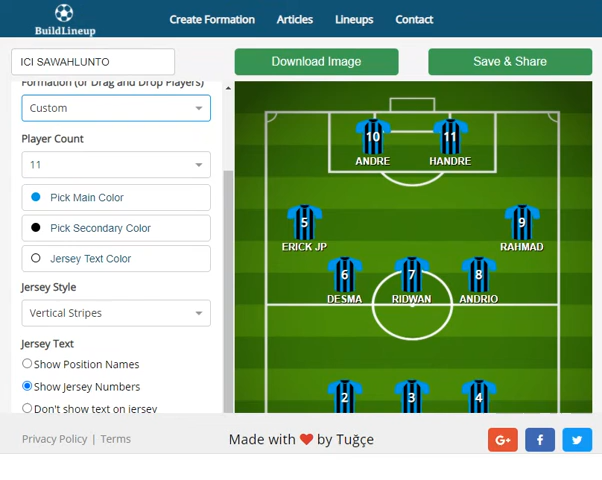 BuildLineup
Create Formation
Articles
Lineups
Contact
ICI SAWAHLUNTO
Download Image
Save & Share
Formation (or Drag and Drop Players)
Custom
Player Count
11
Pick Main Color
Pick Secondary Color
Jersey Text Color
Jersey Style
Vertical Stripes
Jersey Text
Show Position Names
Show Jersey Numbers
Don't show text on jersey
10
11
ANDRE
HANDRE
5
9
ERICK JP
RAHMAD
6
7
8
DESMA
RIDWAN
ANDRIO
2
3
4
Privacy Policy | Terms
Made with ❤ by Tuğçe
G+
f